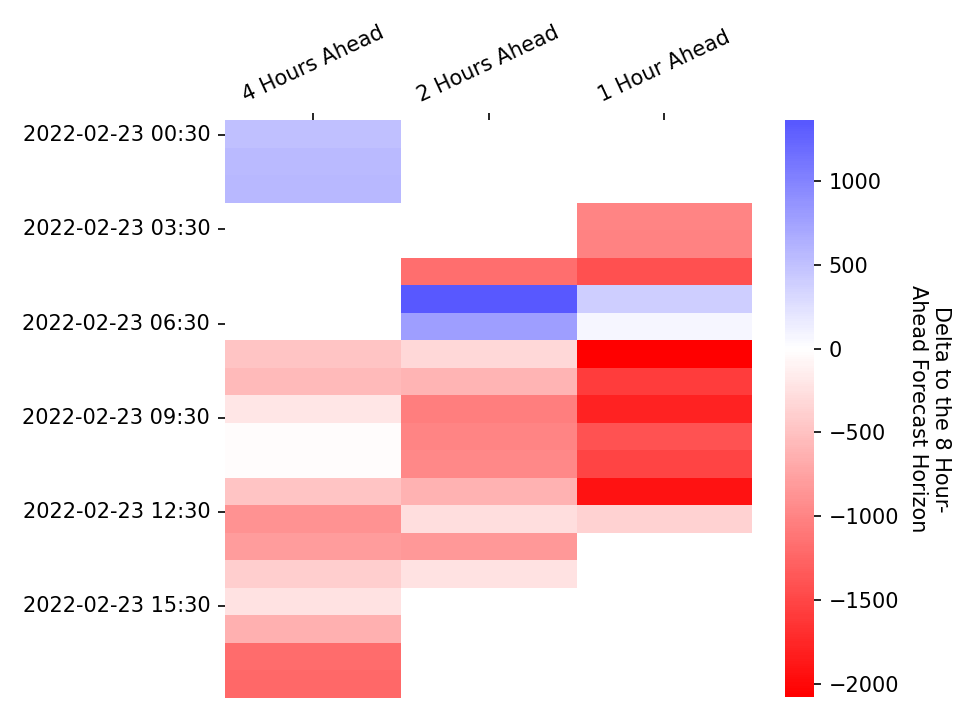 4 Hours Ahead
2 Hours Ahead
1 Hour Ahead
2022-02-23 00:30
2022-02-23 03:30
2022-02-23 06:30
2022-02-23 09:30
2022-02-23 12:30
2022-02-23 15:30
1000
500
0
−500
−1000
−1500
−2000
Delta to the 8 Hour-
Ahead Forecast Horizon